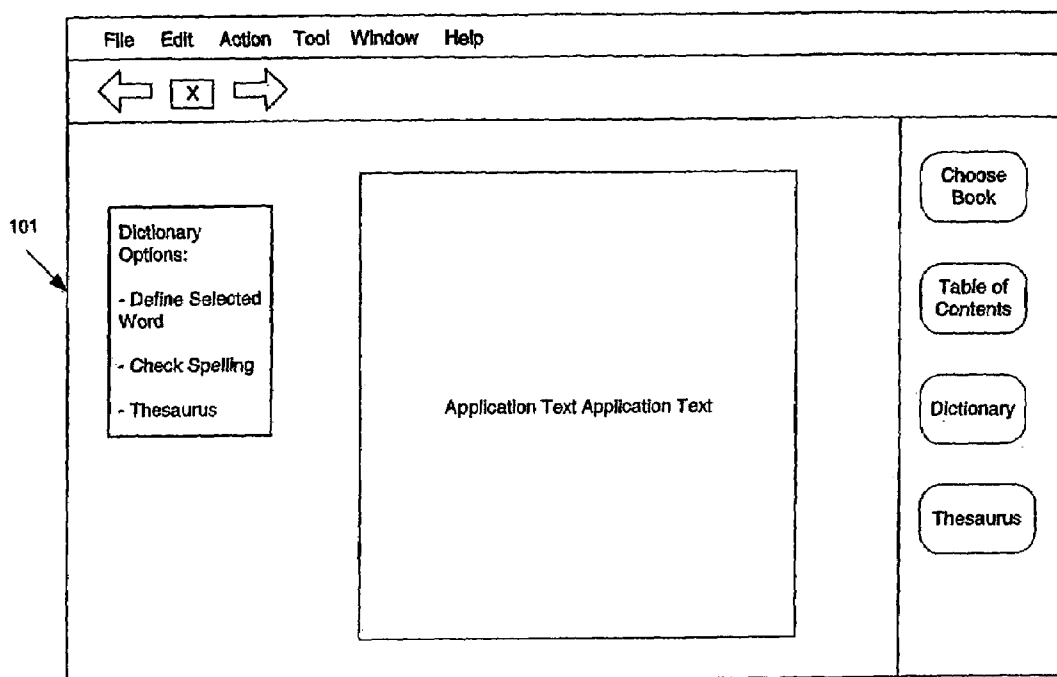 File Edit Action Tool Window Help
X
101
Dictionary
Options:
- Define Selected
Word
- Check Spelling
- Thesaurus
Application Text Application Text
Choose
Book
Table of
Contents
Dictionary
Thesaurus